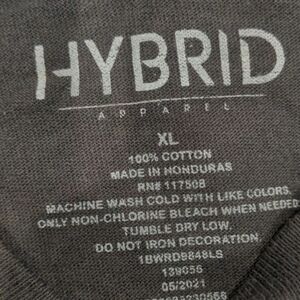 HYBRID
APPAREL
XL
100% COTTON
MADE IN HONDURAS
RN# 117508
MACHINE WASH COLD WITH LIKE COLORS.
ONLY NON-CHLORINE BLEACH WHEN NEEDED.
TUMBLE DRY LOW.
DO NOT IRON DECORATION.
1BWRD9848LS
139056
05/2021